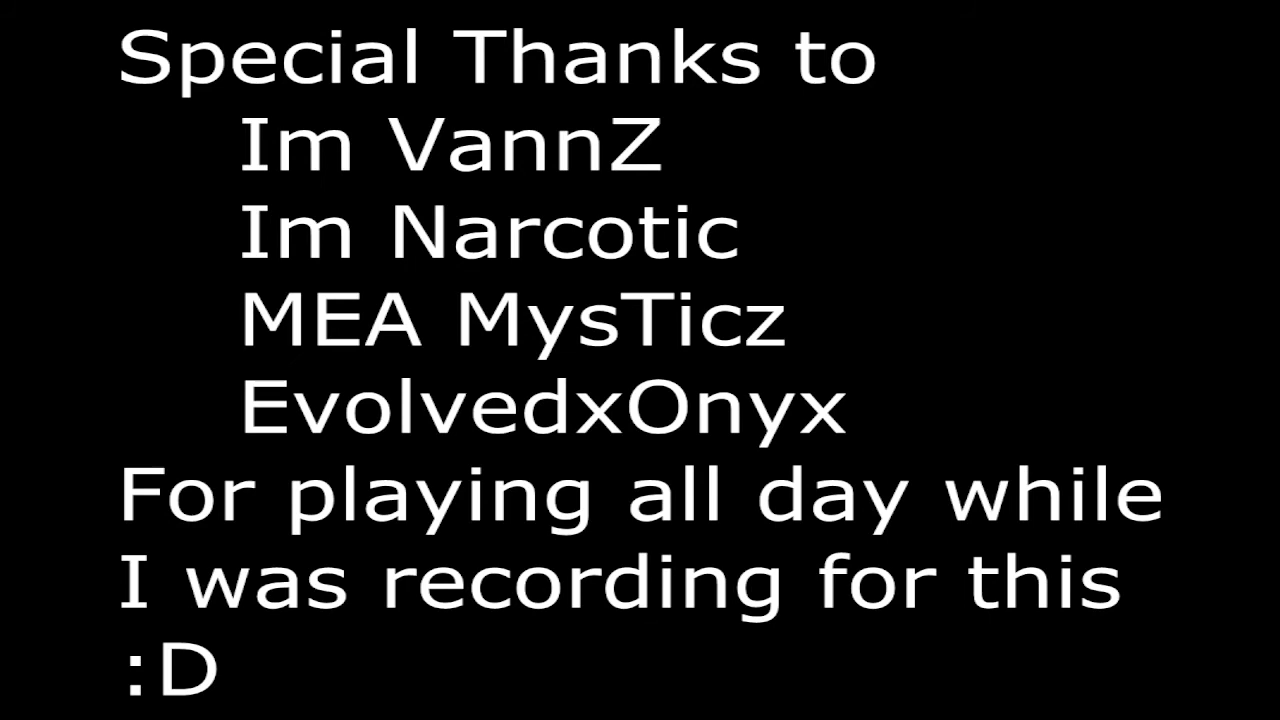 Special Thanks to
Im VannZ
Im Narcotic
MEA MysTicz
EvolvedxOnyx
For playing all day while
I was recording for this
:D